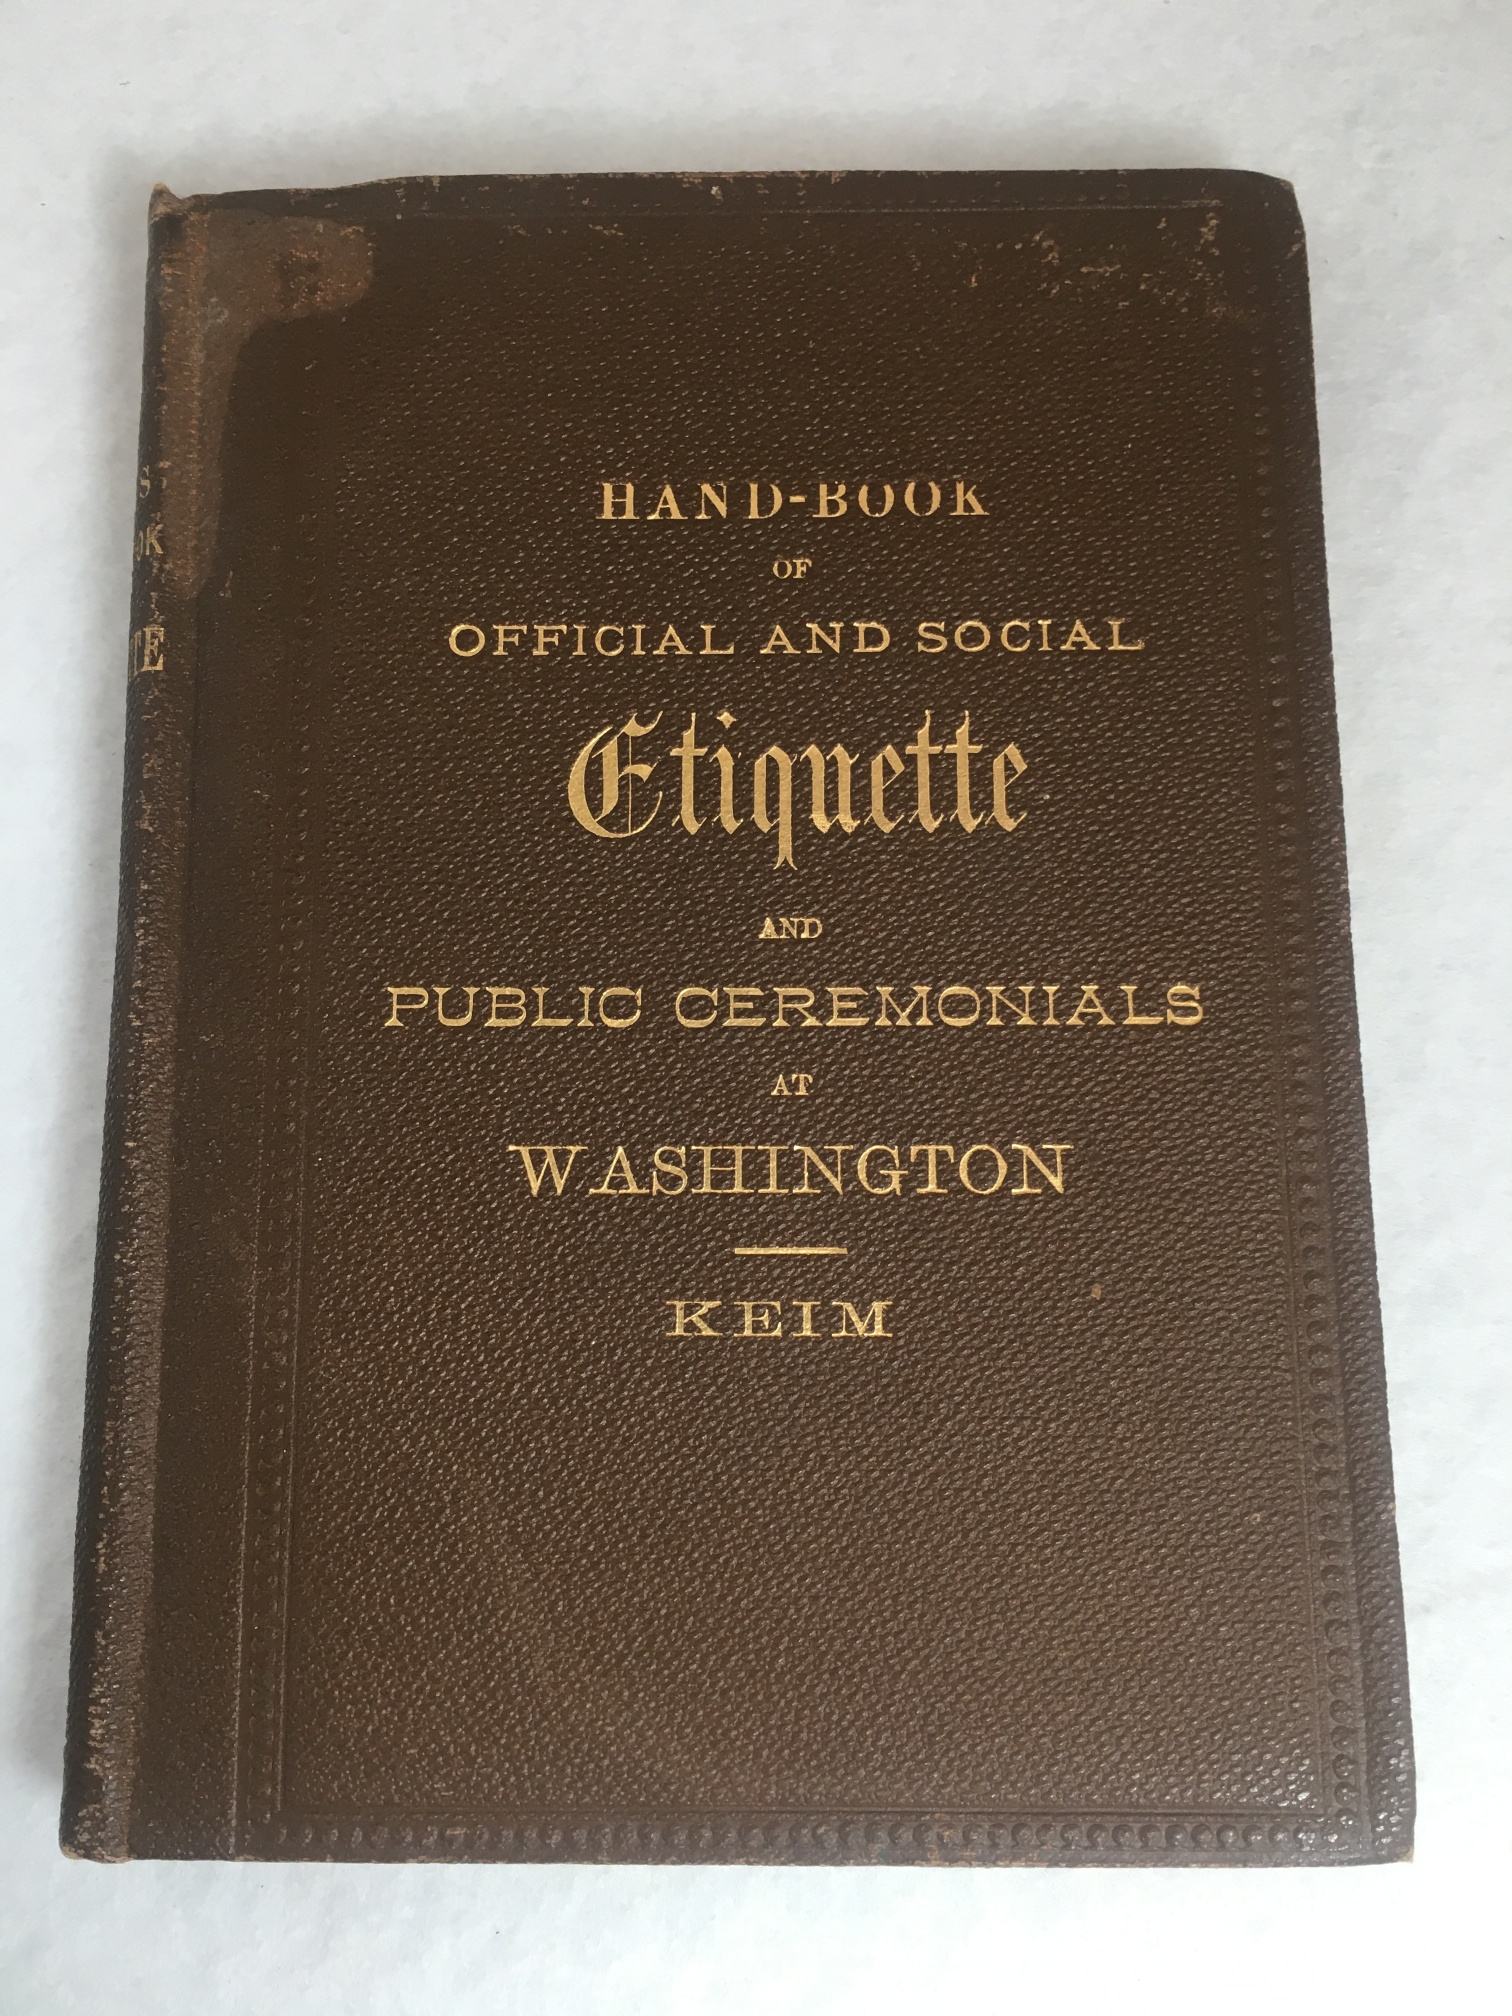 HAND-BOOK
OF
OFFICIAL AND SOCIAL
Etiquette
AND
PUBLIC CEREMONIALS
AT
WASHINGTON
KEIM